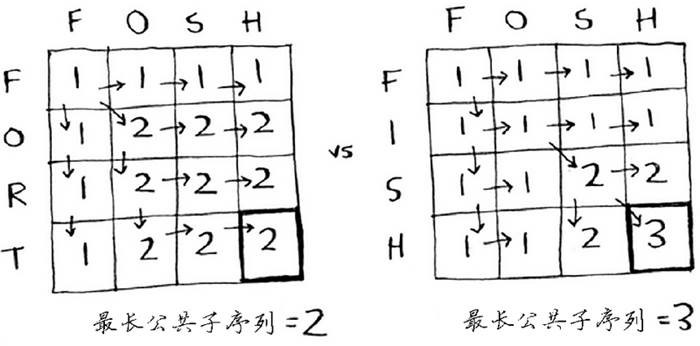 F O S H
F 1 1 1 1
O 1 2 2 2
R 1 2 2 2
T 1 2 2 2
最长公共子序列 = 2
vs
F O S H
F 1 1 1 1
I 1 1 1 1
S 1 1 2 2
H 1 1 2 3
最长公共子序列 = 3